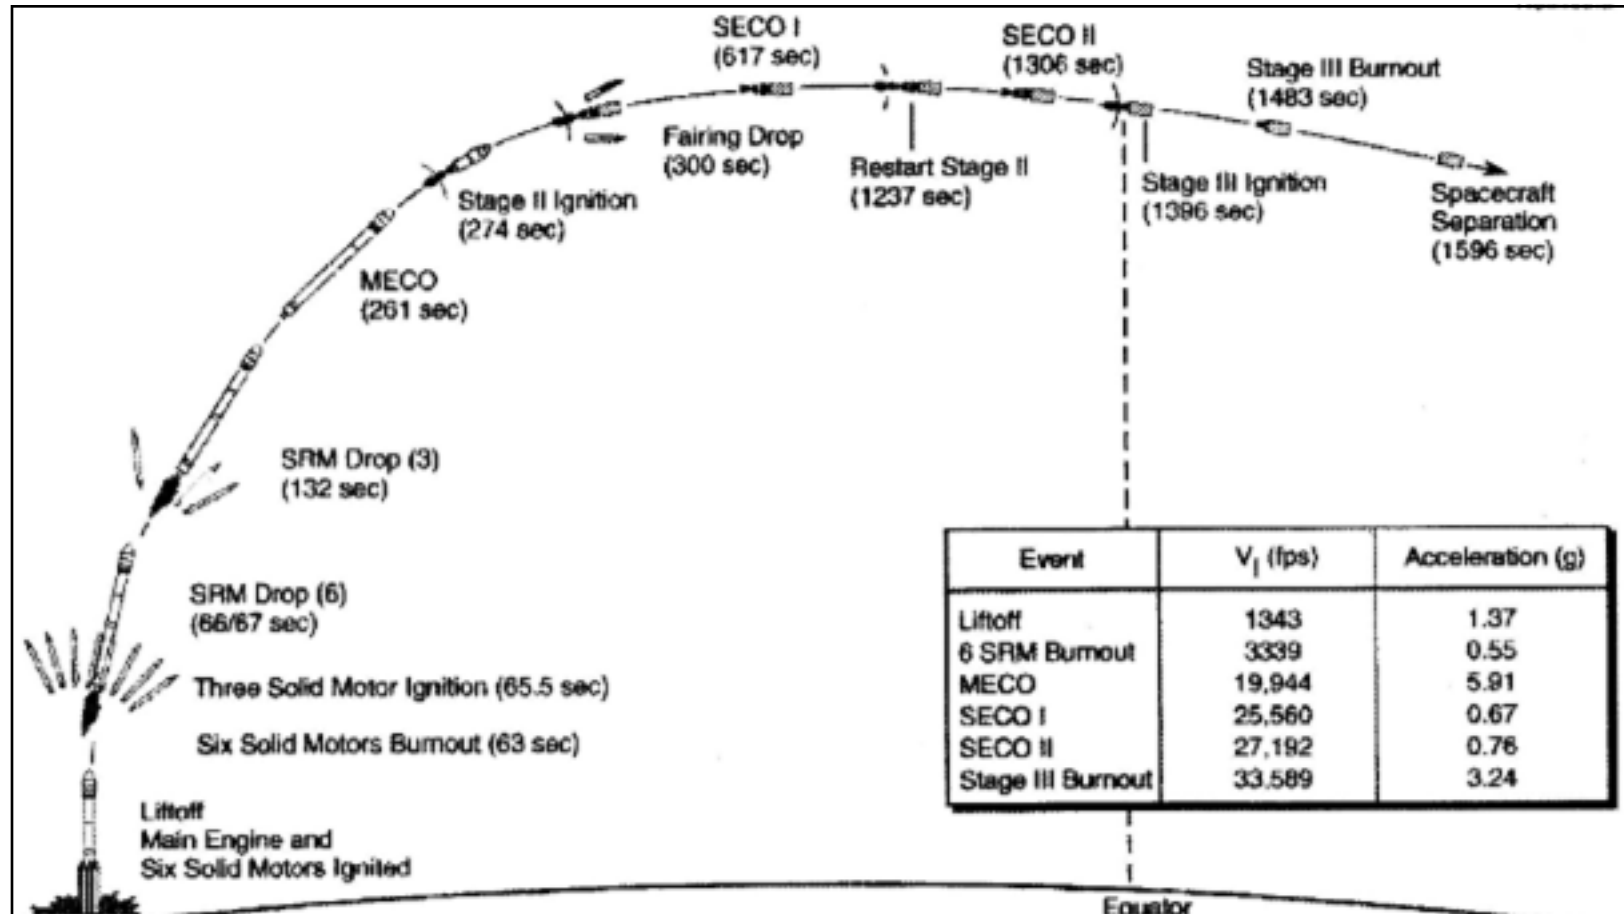 SECO I
(617 sec)
SECO II
(1306 sec)
Stage III Burnout
(1483 sec)
Fairing Drop
(300 sec)
Restart Stage II
(1237 sec)
Stage III Ignition
(1396 sec)
Spacecraft
Separation
(1596 sec)
Stage II Ignition
(274 sec)
MECO
(261 sec)
SRM Drop (3)
(132 sec)
SRM Drop (6)
(66/67 sec)
Three Solid Motor Ignition (65.5 sec)
Six Solid Motors Burnout (63 sec)
Liftoff
Main Engine and
Six Solid Motors Ignited
Event V_I (fps) Acceleration (g)
Liftoff 1343 1.37
6 SRM Burnout 3339 0.55
MECO 19,944 5.91
SECO I 25,560 0.67
SECO II 27,192 0.76
Stage III Burnout 33,589 3.24
Equator